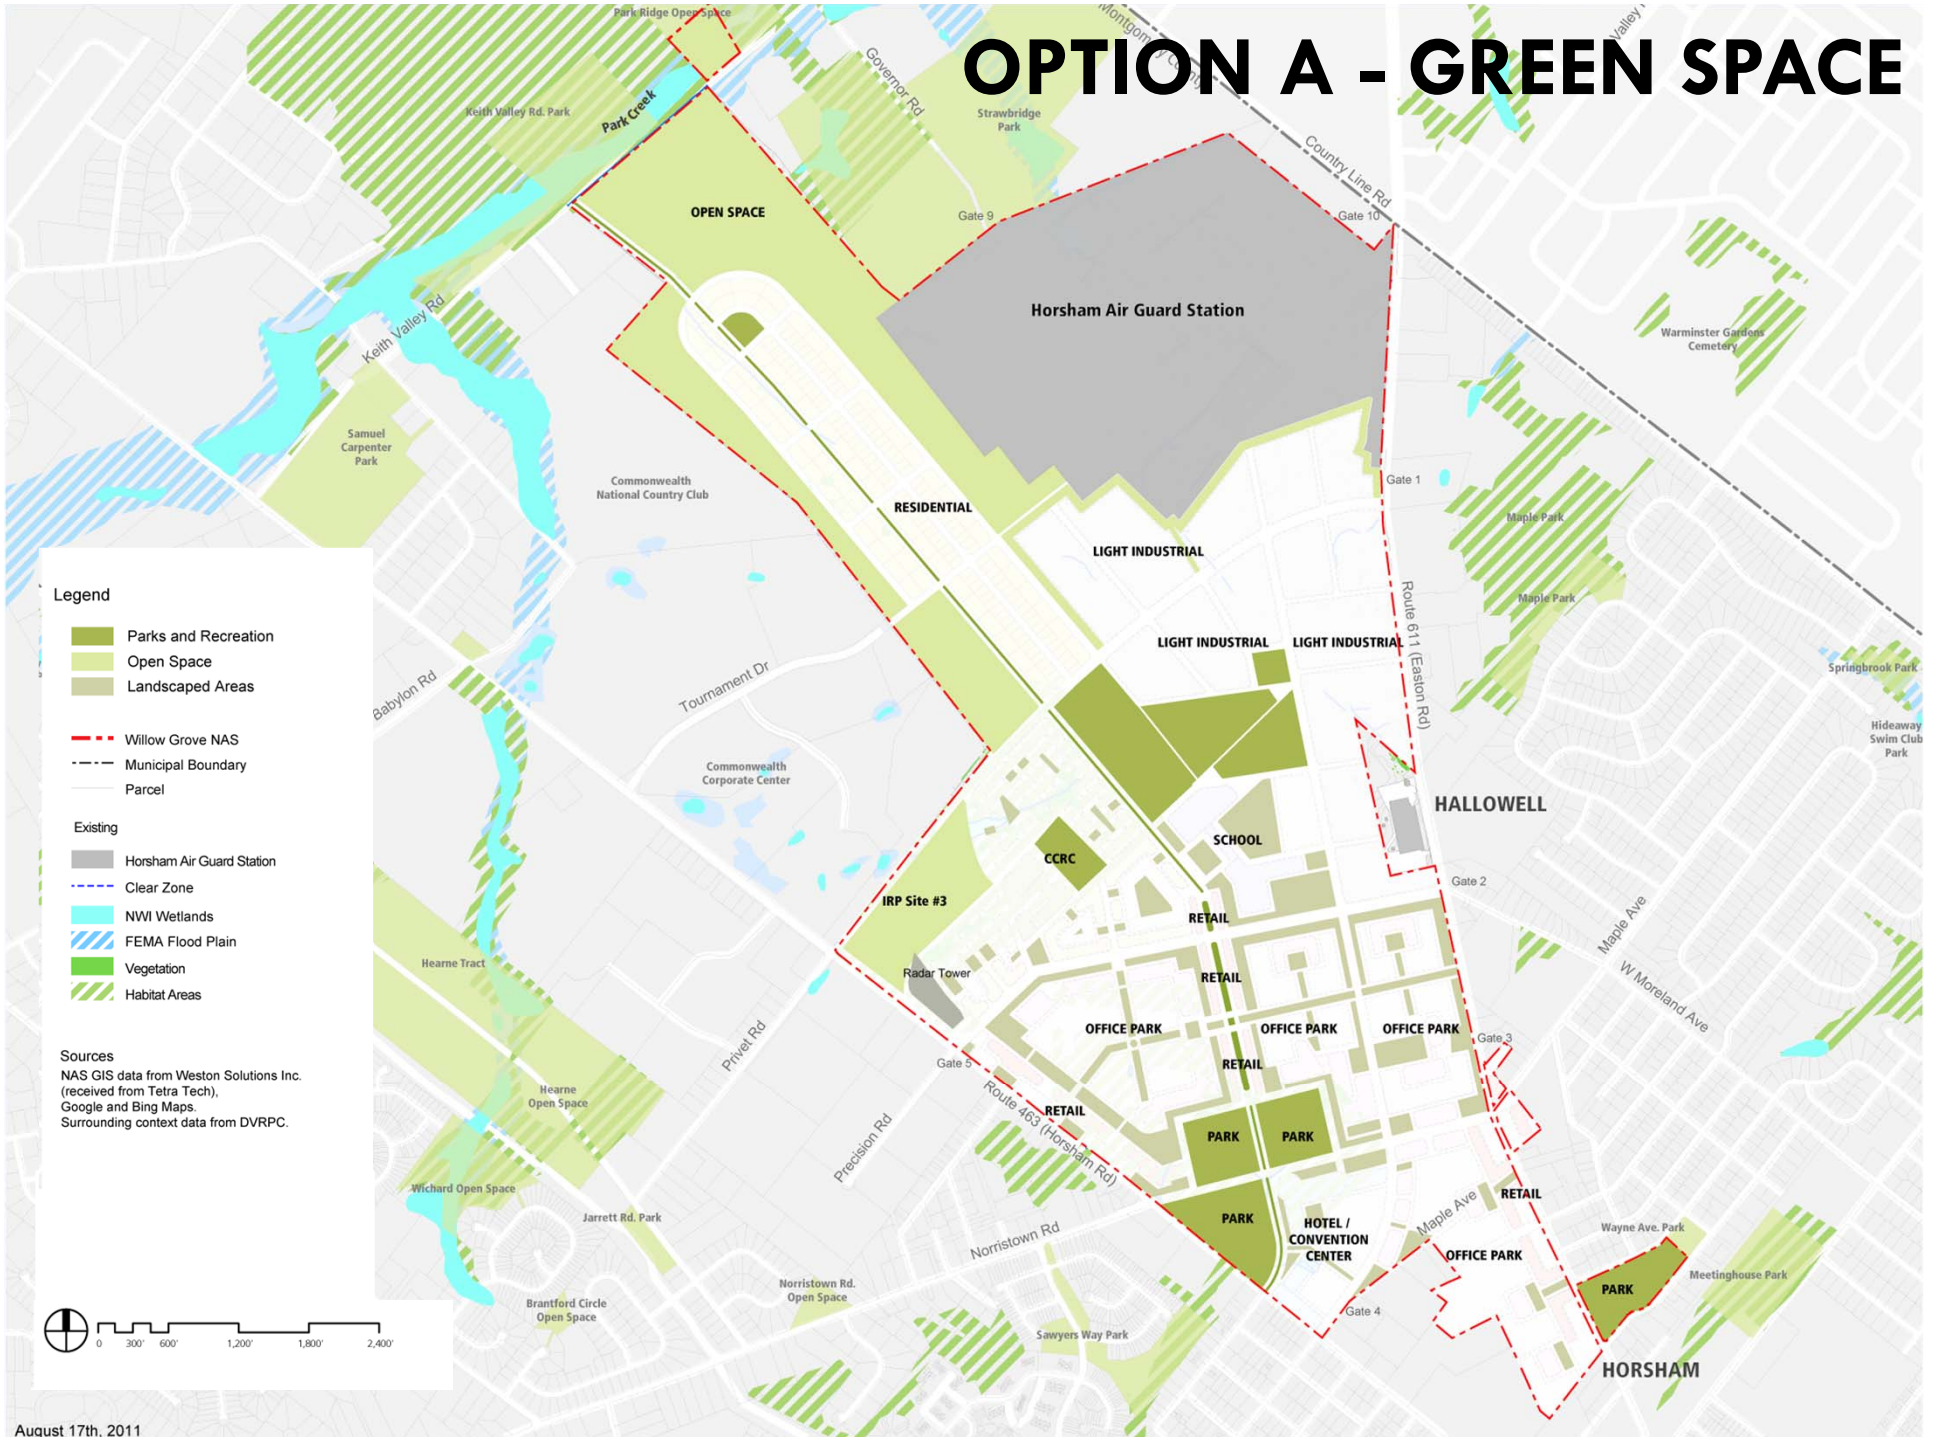 OPTION A - GREEN SPACE
Park Ridge Open Space
Montgomery County
Valley
Governor Rd
Keith Valley Rd. Park
Park Creek
Strawbridge
Park
Country Line Rd
OPEN SPACE
Gate 9
Gate 10
Horsham Air Guard Station
Keith Valley Rd
Warminster Gardens
Cemetery
Samuel
Carpenter
Park
Commonwealth
National Country Club
Gate 1
RESIDENTIAL
Maple Park
LIGHT INDUSTRIAL
Route 611 (Easton Rd)
Maple Park
LIGHT INDUSTRIAL
LIGHT INDUSTRIAL
Springbrook Park
Babylon Rd
Tournament Dr
Hideaway
Swim Club
Park
Commonwealth
Corporate Center
HALLOWELL
SCHOOL
CCRC
Gate 2
IRP Site #3
RETAIL
Maple Ave
W Moreland Ave
Hearne Tract
Radar Tower
RETAIL
OFFICE PARK
OFFICE PARK
OFFICE PARK
Gate 3
Privet Rd
Gate 5
RETAIL
Hearne
Open Space
Route 463 (Horsham Rd)
RETAIL
PARK
PARK
Precision Rd
Wichard Open Space
RETAIL
Jarrett Rd. Park
PARK
Maple Ave
HOTEL /
CONVENTION
CENTER
Norristown Rd
OFFICE PARK
Wayne Ave. Park
Meetinghouse Park
PARK
Norristown Rd.
Open Space
Brantford Circle
Open Space
Gate 4
Sawyers Way Park
HORSHAM
Legend
Parks and Recreation
Open Space
Landscaped Areas
Willow Grove NAS
Municipal Boundary
Parcel
Existing
Horsham Air Guard Station
Clear Zone
NWI Wetlands
FEMA Flood Plain
Vegetation
Habitat Areas
Sources
NAS GIS data from Weston Solutions Inc.
(received from Tetra Tech),
Google and Bing Maps.
Surrounding context data from DVRPC.
0 300' 600' 1,200' 1,800' 2,400'
August 17th, 2011